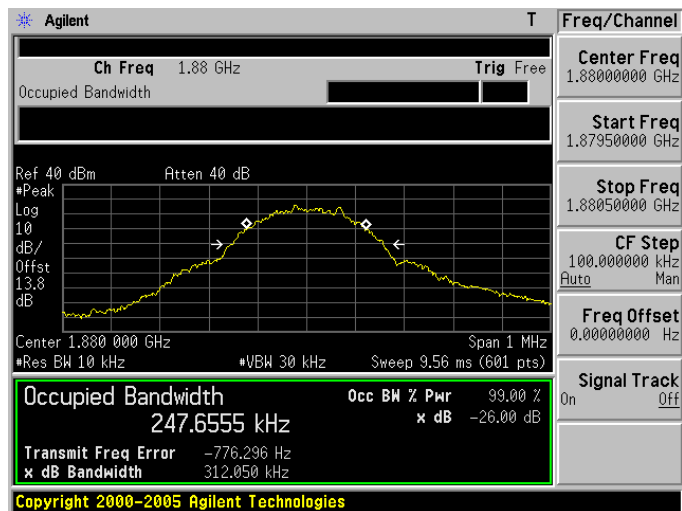 Agilent T
Ch Freq 1.88 GHz Trig Free
Occupied Bandwidth
Ref 40 dBm Atten 40 dB
#Peak
Log
10
dB/
Offst
13.8
dB
Center 1.880 000 GHz Span 1 MHz
#Res BW 10 kHz #VBW 30 kHz Sweep 9.56 ms (601 pts)
Occupied Bandwidth Occ BW % Pwr 99.00 %
247.6555 kHz x dB -26.00 dB
Transmit Freq Error -776.296 Hz
x dB Bandwidth 312.050 kHz
Copyright 2000-2005 Agilent Technologies
Freq/Channel
Center Freq
1.88000000 GHz
Start Freq
1.87950000 GHz
Stop Freq
1.88050000 GHz
CF Step
100.000000 kHz
Auto Man
Freq Offset
0.00000000 Hz
Signal Track
On Off